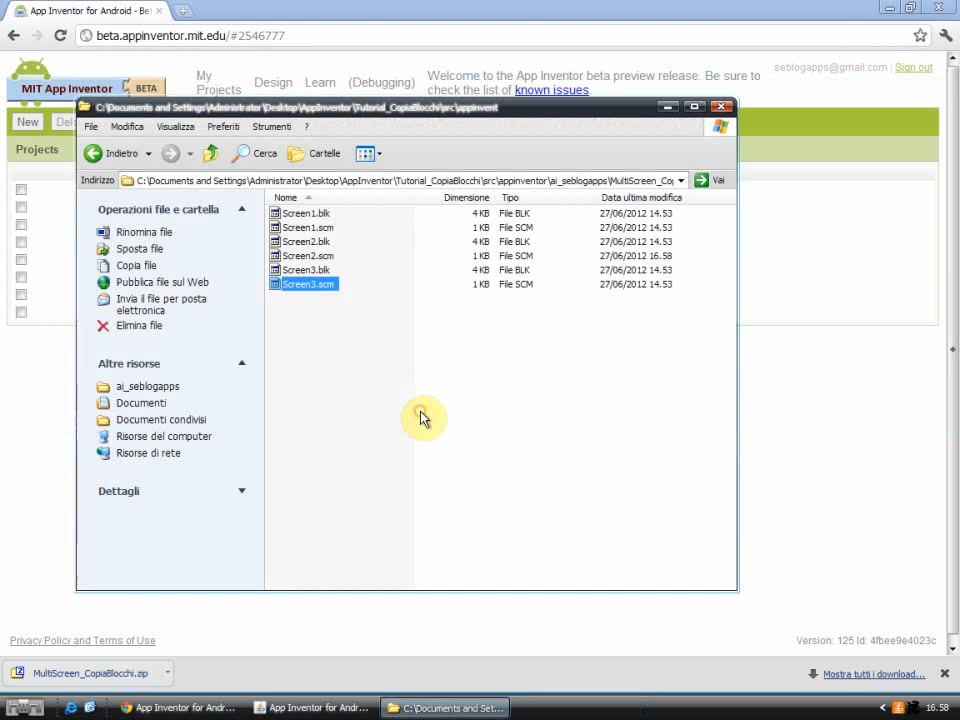 App Inventor for Android - Bet
beta.appinventor.mit.edu/#2546777
MIT App Inventor BETA
My Projects
Design
Learn
(Debugging)
Welcome to the App Inventor beta preview release. Be sure to
check the list of known issues.
seblogapps@gmail.com | Sign out
New
Del
Projects
C:\Documents and Settings\Administrator\Desktop\AppInventor\Tutorial_CopiaBlocchi\src\appinvent
File Modifica Visualizza Preferiti Strumenti ?
Indietro Cerca Cartelle
Indirizzo C:\Documents and Settings\Administrator\Desktop\AppInventor\Tutorial_CopiaBlocchi\src\appinventor\ai_seblogapps\MultiScreen_Co Vai
Operazioni file e cartella
Rinomina file
Sposta file
Copia file
Pubblica file sul Web
Invia il file per posta
elettronica
Elimina file
Altre risorse
ai_seblogapps
Documenti
Documenti condivisi
Risorse del computer
Risorse di rete
Dettagli
Nome Dimensione Tipo Data ultima modifica
Screen1.blk 4 KB File BLK 27/06/2012 14.53
Screen1.scm 1 KB File SCM 27/06/2012 14.53
Screen2.blk 4 KB File BLK 27/06/2012 14.53
Screen2.scm 1 KB File SCM 27/06/2012 16.58
Screen3.blk 4 KB File BLK 27/06/2012 14.53
Screen3.scm 1 KB File SCM 27/06/2012 14.53
Privacy Policy and Terms of Use
Version: 125 Id: 4fbee9e4023c
MultiScreen_CopiaBlocchi.zip
Mostra tutti i download...
App Inventor for Andr...
App Inventor for Andr...
C:\Documents and Set...
16.58